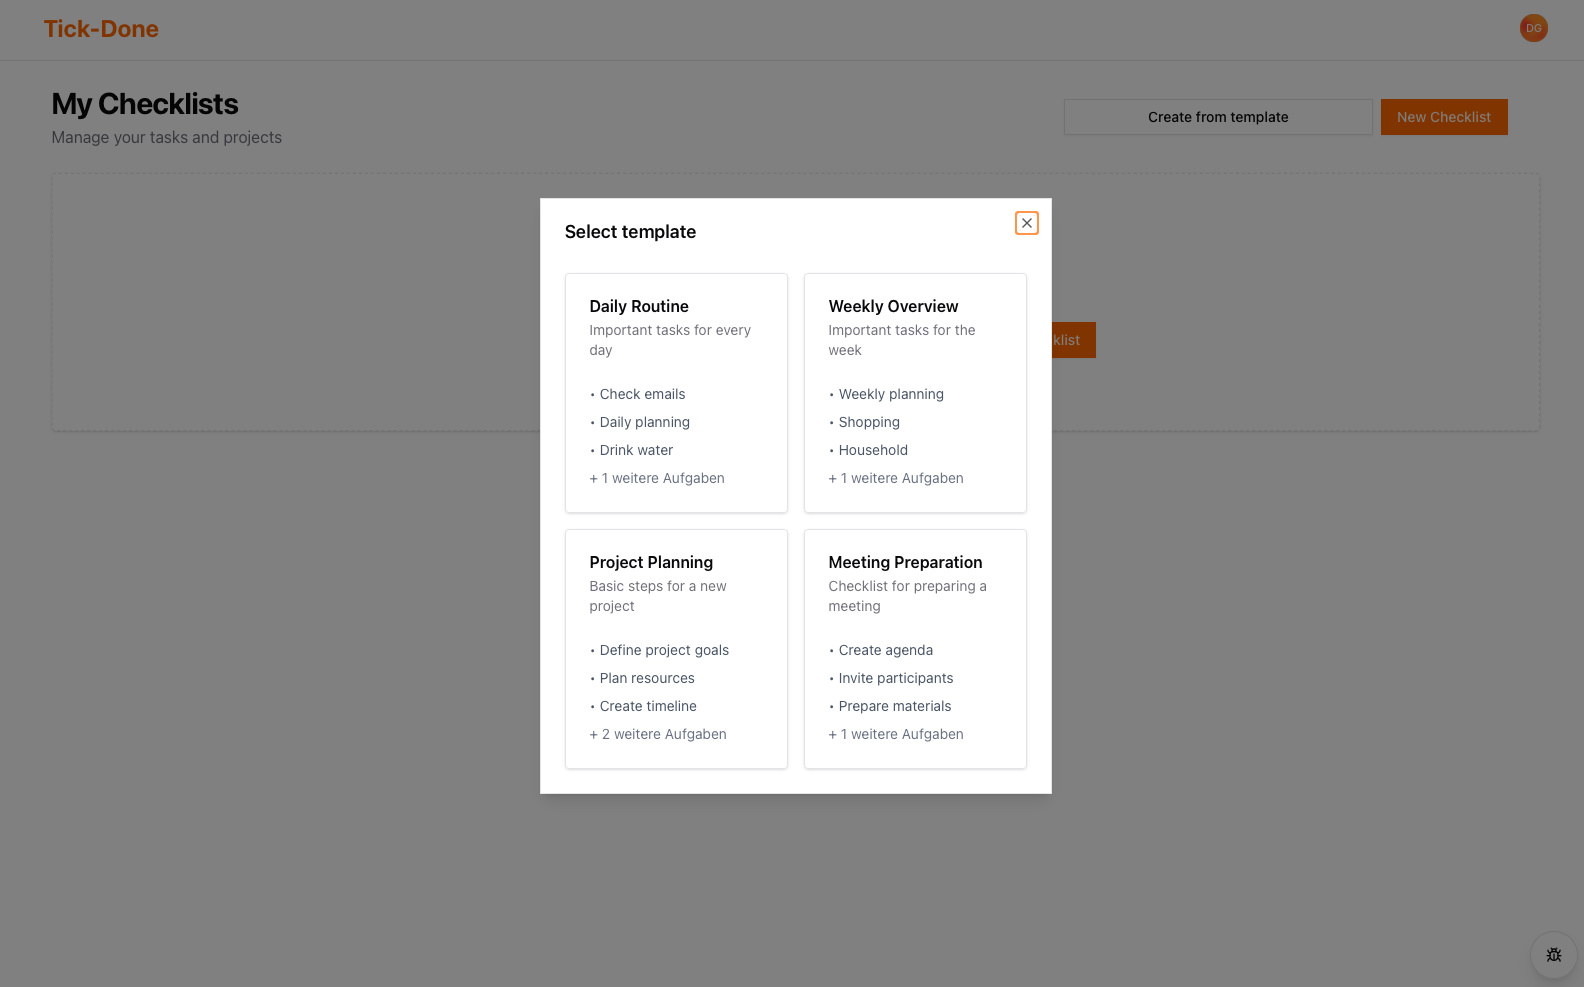 Tick-Done
DG
My Checklists
Manage your tasks and projects
Create from template
New Checklist
Select template
Daily Routine
Important tasks for every
day
• Check emails
• Daily planning
• Drink water
+ 1 weitere Aufgaben
Weekly Overview
Important tasks for the
week
• Weekly planning
• Shopping
• Household
+ 1 weitere Aufgaben
klist
Project Planning
Basic steps for a new
project
• Define project goals
• Plan resources
• Create timeline
+ 2 weitere Aufgaben
Meeting Preparation
Checklist for preparing a
meeting
• Create agenda
• Invite participants
• Prepare materials
+ 1 weitere Aufgaben